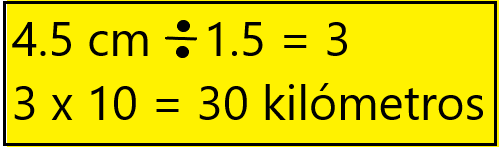 4.5 cm ÷ 1.5 = 3
3 x 10 = 30 kilómetros